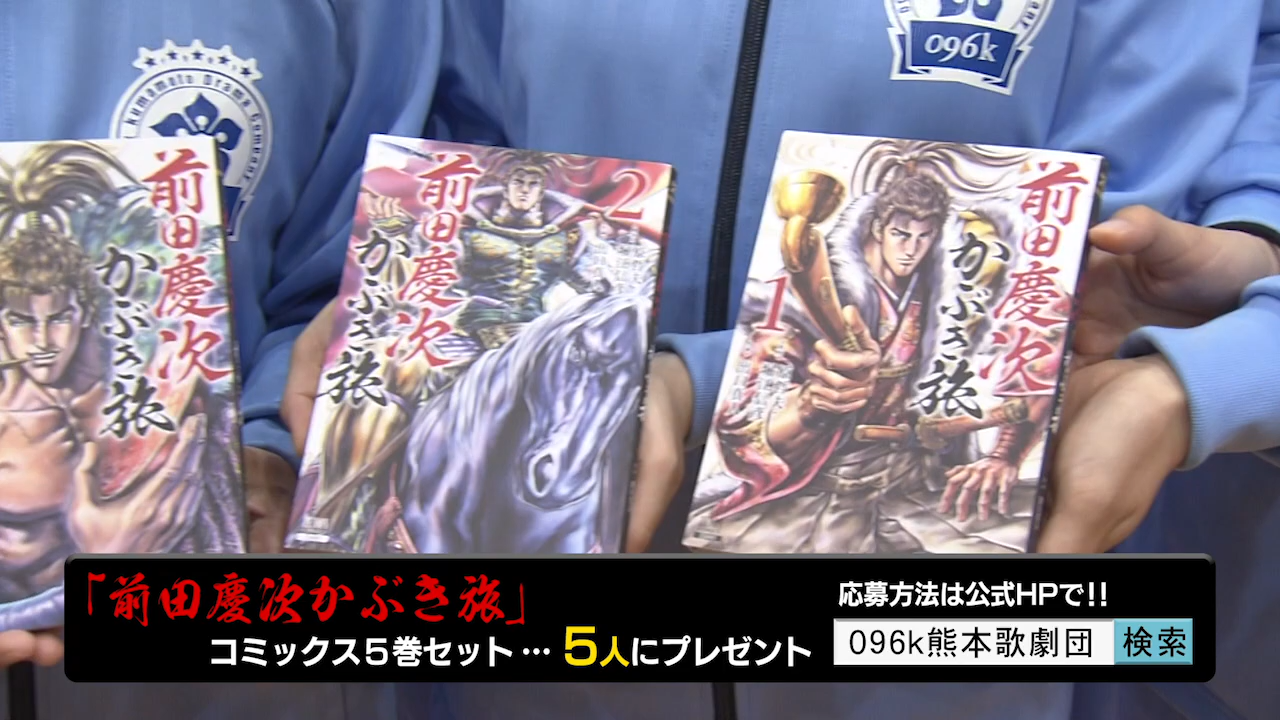 Kumamoto Drama Company
096k
前田慶次
かぶき旅
前田慶次
かぶき旅
2
前田慶次
かぶき旅
1
「前田慶次かぶき旅」
コミックス5巻セット…5人にプレゼント
応募方法は公式HPで!!
096k熊本歌劇団 検索